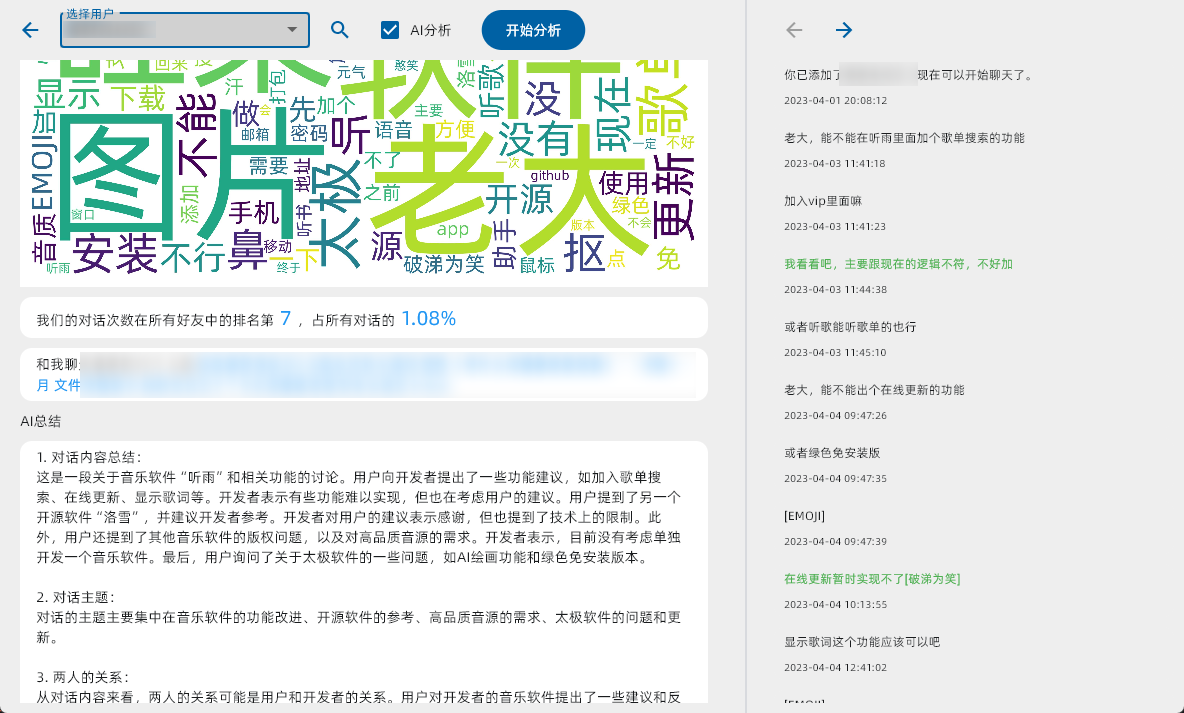 选择用户
AI分析
开始分析
显示
下载
汗
打包
元气
憨笑
洛雪
听歌
没
现在
歌
加
不能
做
会
先
加个
主要
邮箱
密码
听
语音
方便
没有
一定
不好
EMOJI
图片
需要
地址
太极
不了
之前
老大
一次
github
开源
使用
更新
绿色
音质
窗口
添加
手机
听书
app
助手
版本
不会
安装
不行
鼻
移动
一下
源
破涕为笑
鼠标
抠
点
免
听雨
终于
我们的对话次数在所有好友中的排名第 7 ，占所有对话的 1.08%
和我聊
月 文件
AI总结
1. 对话内容总结：
这是一段关于音乐软件“听雨”和相关功能的讨论。用户向开发者提出了一些功能建议，如加入歌单搜
索、在线更新、显示歌词等。开发者表示有些功能难以实现，但也在考虑用户的建议。用户提到了另一个
开源软件“洛雪”，并建议开发者参考。开发者对用户的建议表示感谢，但也提到了技术上的限制。此
外，用户还提到了其他音乐软件的版权问题，以及对高品质音源的需求。开发者表示，目前没有考虑单独
开发一个音乐软件。最后，用户询问了关于太极软件的一些问题，如AI绘画功能和绿色免安装版本。
2. 对话主题：
对话的主题主要集中在音乐软件的功能改进、开源软件的参考、高品质音源的需求、太极软件的问题和更
新。
3. 两人的关系：
从对话内容来看，两人的关系可能是用户和开发者的关系。用户对开发者的音乐软件提出了一些建议和反
你已添加了 现在可以开始聊天了。
2023-04-01 20:08:12
老大，能不能在听雨里面加个歌单搜索的功能
2023-04-03 11:41:18
加入vip里面嘛
2023-04-03 11:41:23
我看看吧，主要跟现在的逻辑不符，不好加
2023-04-03 11:44:38
或者听歌能听歌单的也行
2023-04-03 11:45:10
老大，能不能出个在线更新的功能
2023-04-04 09:47:26
或者绿色免安装版
2023-04-04 09:47:35
[EMOJI]
2023-04-04 09:47:39
在线更新暂时实现不了[破涕为笑]
2023-04-04 10:13:55
显示歌词这个功能应该可以吧
2023-04-04 12:41:02
[EMOJI]